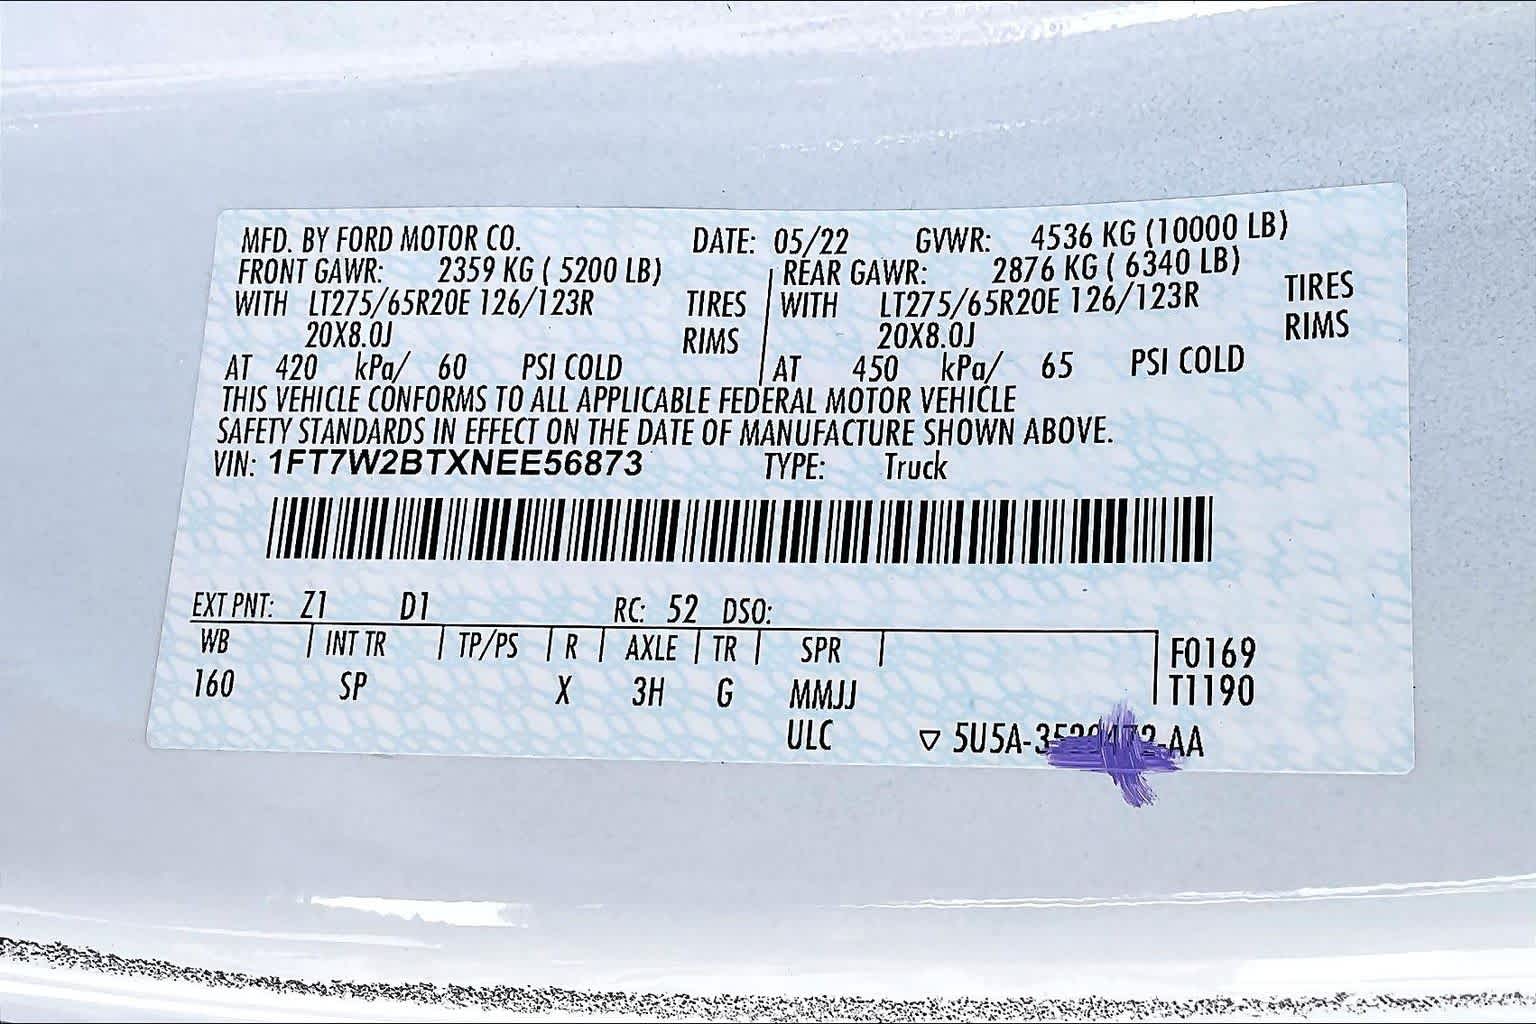 MFD. BY FORD MOTOR CO. DATE: 05/22 GVWR: 4536 KG (10000 LB)
FRONT GAWR: 2359 KG ( 5200 LB) REAR GAWR: 2876 KG ( 6340 LB)
WITH LT275/65R20E 126/123R TIRES WITH LT275/65R20E 126/123R TIRES
20X8.0J RIMS 20X8.0J RIMS
AT 420 kPa/ 60 PSI COLD AT 450 kPa/ 65 PSI COLD
THIS VEHICLE CONFORMS TO ALL APPLICABLE FEDERAL MOTOR VEHICLE
SAFETY STANDARDS IN EFFECT ON THE DATE OF MANUFACTURE SHOWN ABOVE.
VIN: 1FT7W2BTXNEE56873 TYPE: Truck
EXT PNT: Z1 D1 RC: 52 DSO:
WB INT TR TP/PS R AXLE TR SPR F0169
160 SP X 3H G MMJJ T1190
ULC